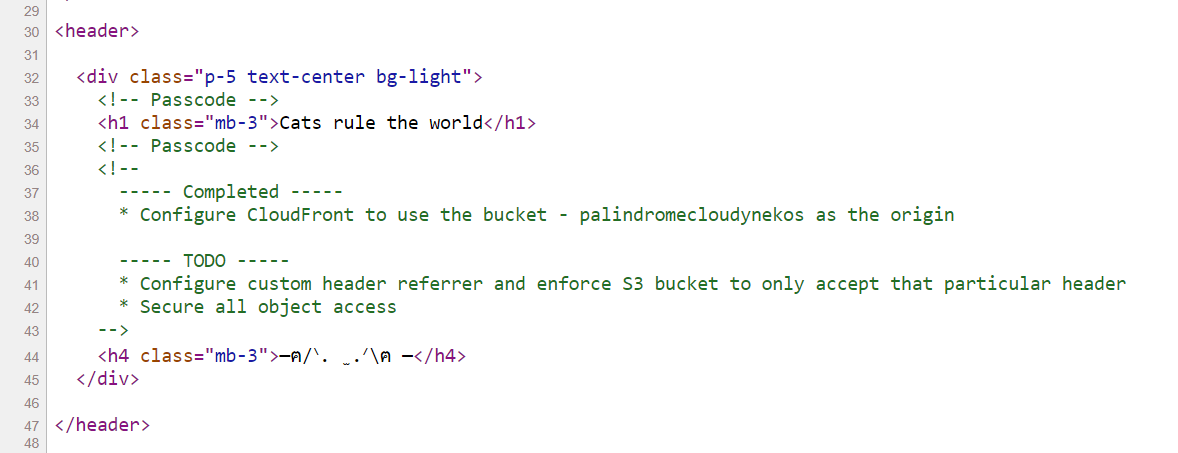 29
30 <header>
31
32 <div class="p-5 text-center bg-light">
33 <!-- Passcode -->
34 <h1 class="mb-3">Cats rule the world</h1>
35 <!-- Passcode -->
36 <!--
37 ----- Completed -----
38 * Configure CloudFront to use the bucket - palindromecloudynekos as the origin
39
40 ----- TODO -----
41 * Configure custom header referrer and enforce S3 bucket to only accept that particular header
42 * Secure all object access
43 -->
44 <h4 class="mb-3">—ฅ/ᐠ. ̫ .ᐟ\ฅ —</h4>
45 </div>
46
47 </header>
48